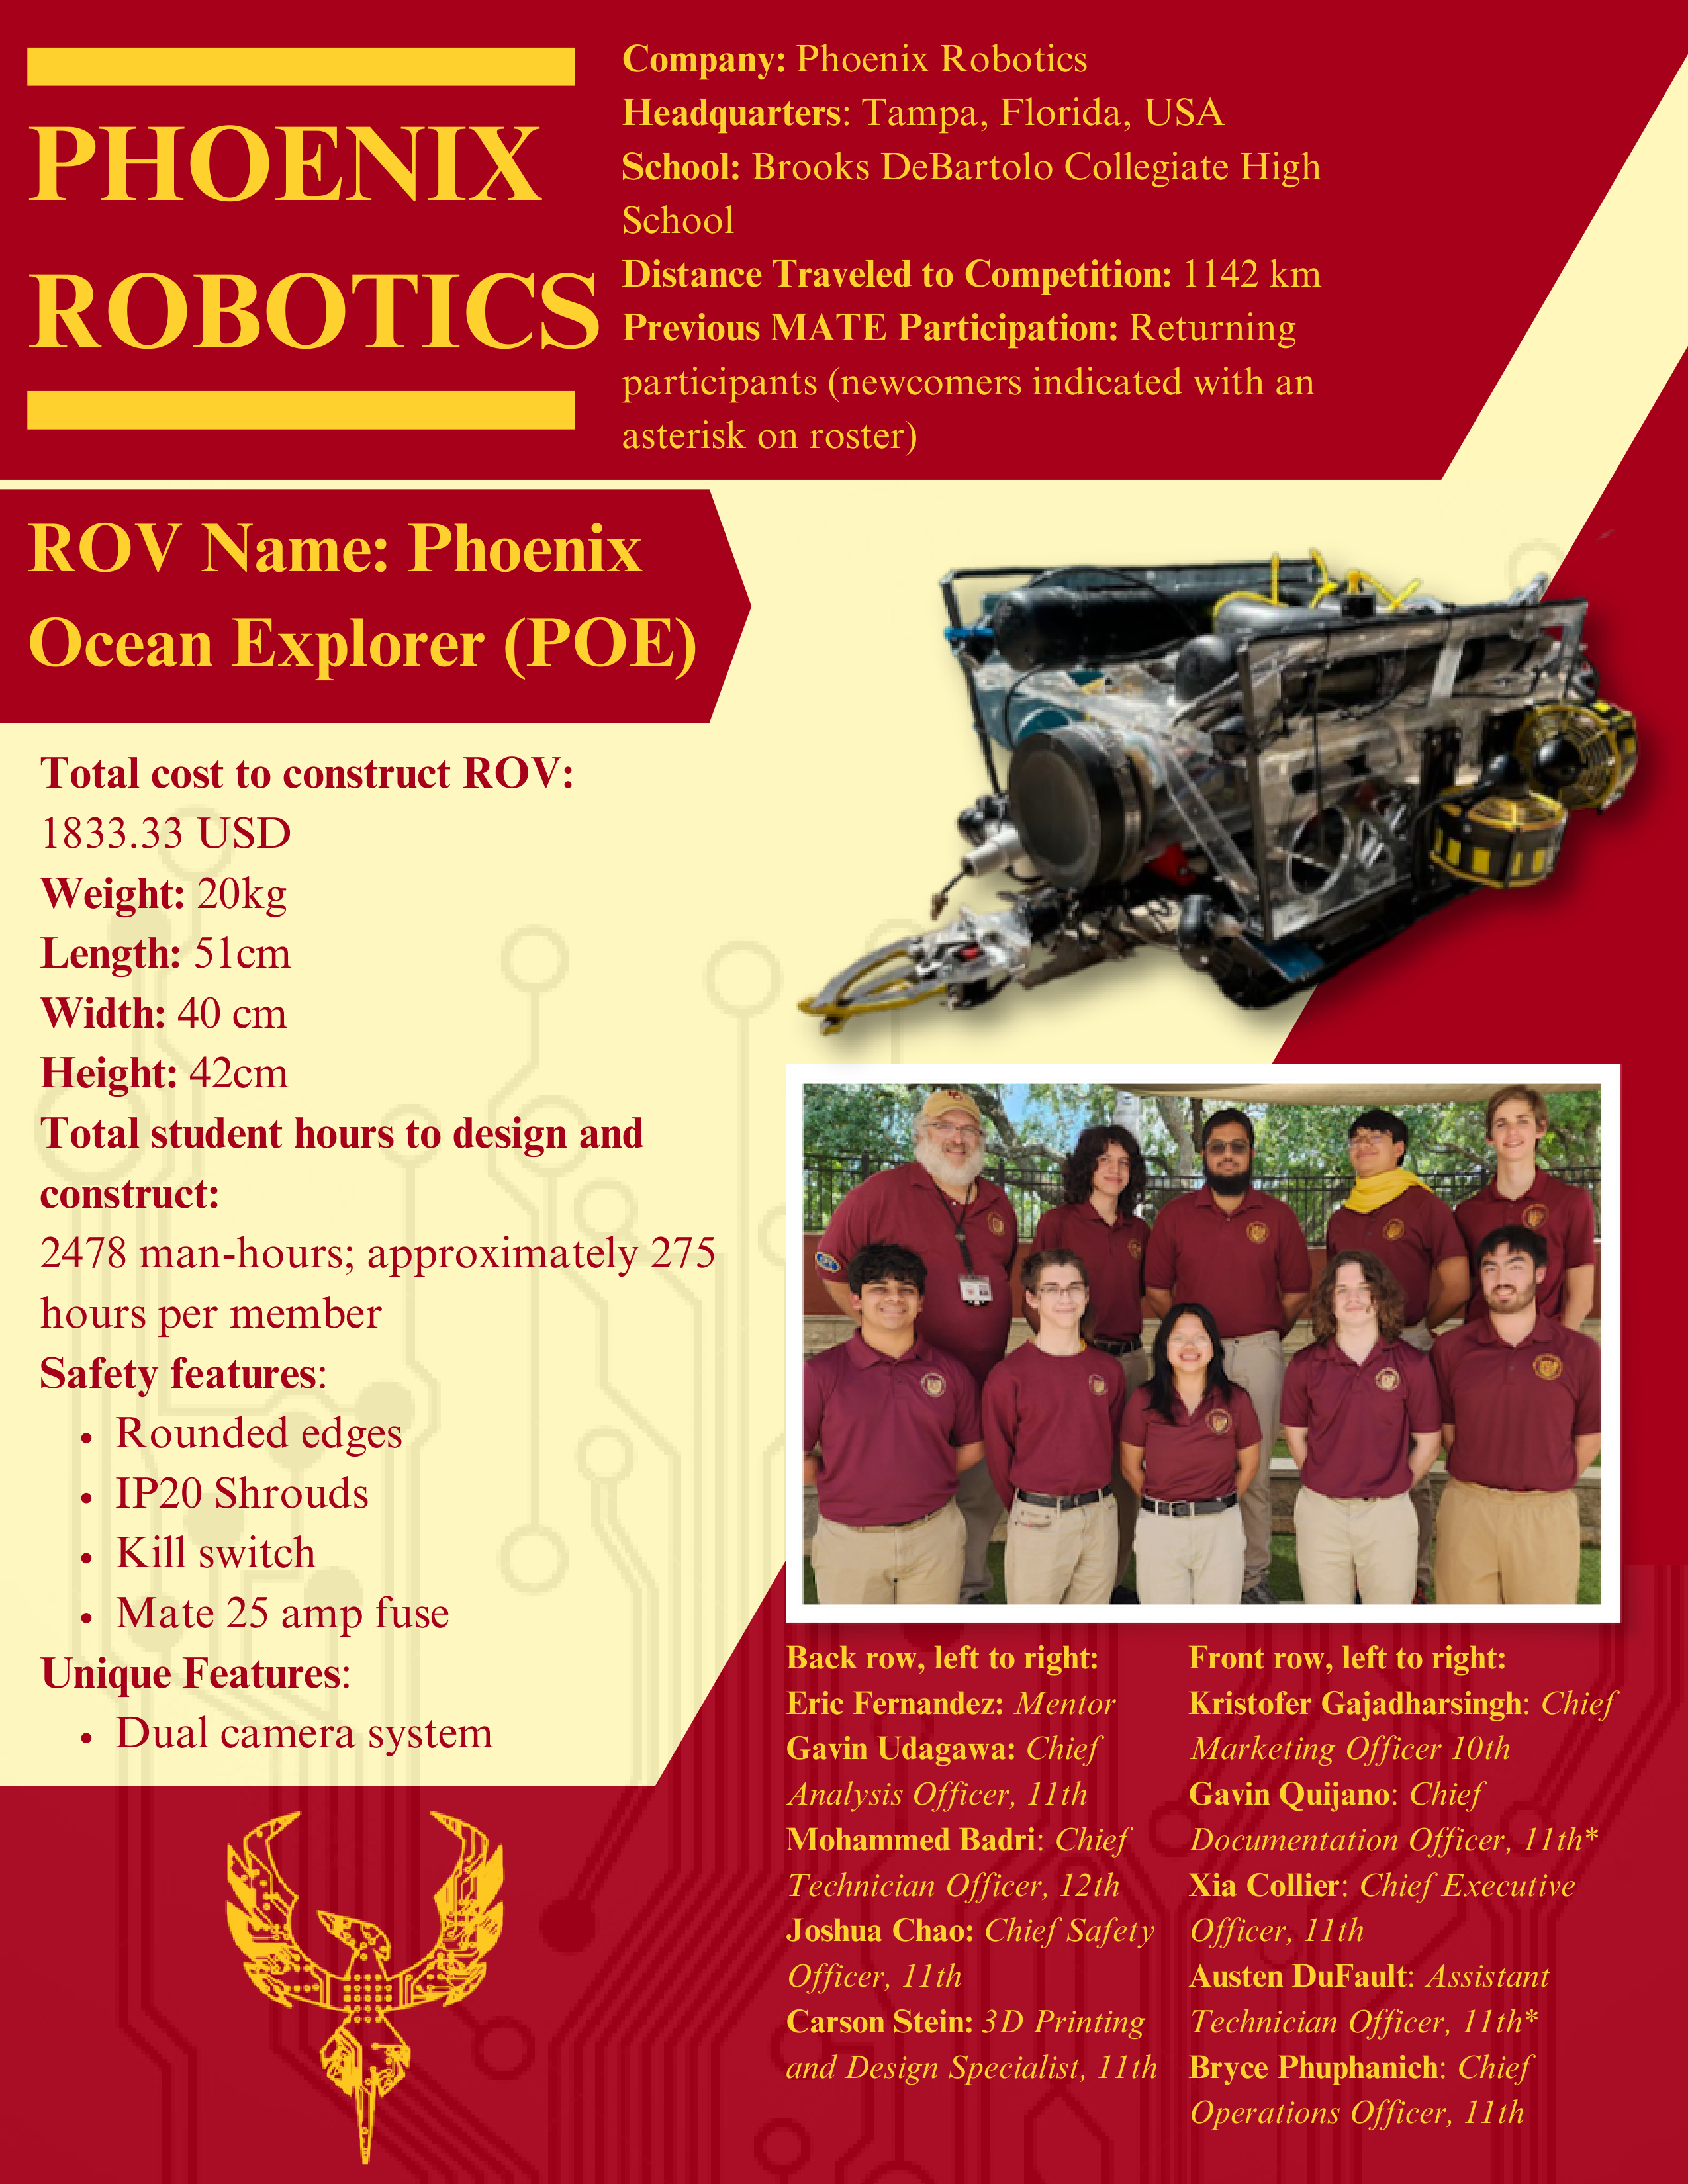 PHOENIX
ROBOTICS
Company: Phoenix Robotics
Headquarters: Tampa, Florida, USA
School: Brooks DeBartolo Collegiate High
School
Distance Traveled to Competition: 1142 km
Previous MATE Participation: Returning
participants (newcomers indicated with an
asterisk on roster)
ROV Name: Phoenix
Ocean Explorer (POE)
Total cost to construct ROV:
1833.33 USD
Weight: 20kg
Length: 51cm
Width: 40 cm
Height: 42cm
Total student hours to design and
construct:
2478 man-hours; approximately 275
hours per member
Safety features:
• Rounded edges
• IP20 Shrouds
• Kill switch
• Mate 25 amp fuse
Unique Features:
• Dual camera system
Back row, left to right:
Eric Fernandez: Mentor
Gavin Udagawa: Chief
Analysis Officer, 11th
Mohammed Badri: Chief
Technician Officer, 12th
Joshua Chao: Chief Safety
Officer, 11th
Carson Stein: 3D Printing
and Design Specialist, 11th
Front row, left to right:
Kristofer Gajadharsingh: Chief
Marketing Officer 10th
Gavin Quijano: Chief
Documentation Officer, 11th*
Xia Collier: Chief Executive
Officer, 11th
Austen DuFault: Assistant
Technician Officer, 11th*
Bryce Phuphanich: Chief
Operations Officer, 11th